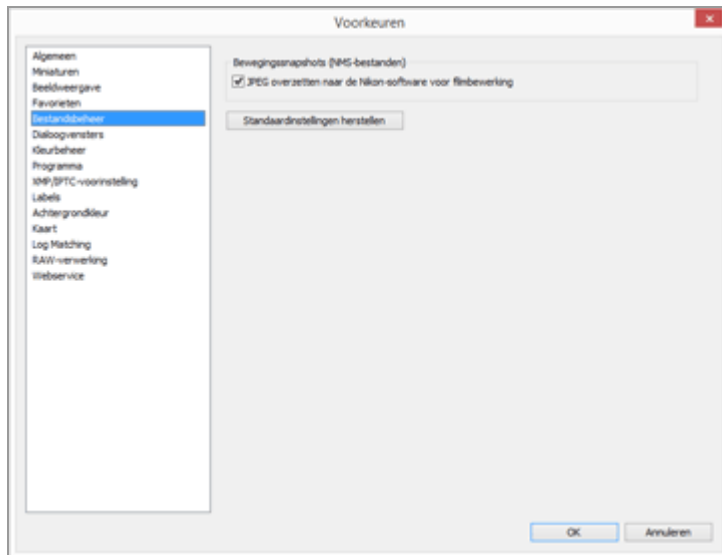 Voorkeuren
Algemeen
Miniaturen
Beeldweergave
Favorieten
Bestandsbeheer
Dialoogvensters
Kleurbeheer
Programma
XMP/IPTC-voorinstelling
Labels
Achtergrondkleur
Kaart
Log Matching
RAW-verwerking
Webservice
Bewegingssnapshots (NMS-bestanden)
JPEG overzetten naar de Nikon-software voor filmbewerking
Standaardinstellingen herstellen
OK
Annuleren